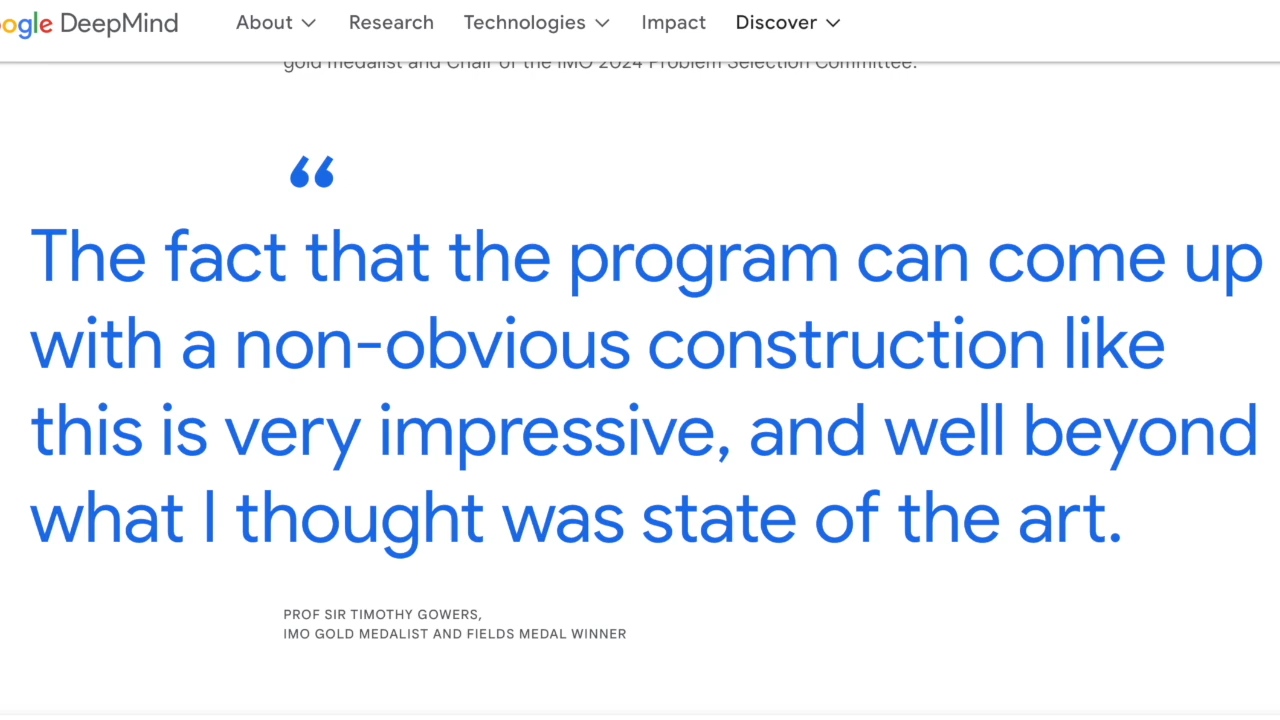 ogle DeepMind About Research Technologies Impact Discover
gold medalist and Chair of the IMO 2024 Problem Selection Committee.
“
The fact that the program can come up
with a non-obvious construction like
this is very impressive, and well beyond
what I thought was state of the art.
PROF SIR TIMOTHY GOWERS,
IMO GOLD MEDALIST AND FIELDS MEDAL WINNER